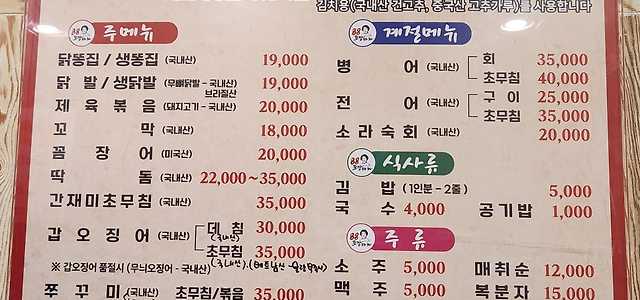 김치용(국내산 건고추, 중국산 고추가루)를 사용합니다
88 주메뉴
닭똥집/생똥집 (국내산) 19,000
닭 발/생닭발 (무뼈닭발-국내산) 브라질산 19,000
제육볶음 (돼지고기-국내산) 20,000
꼬 막 (국내산) 18,000
꼼 장 어 (미국산) 20,000
딱 돔 (국내산) 22,000~35,000
간재미초무침 (국내산) 35,000
갑오징어 (국내산) 데 침 30,000
(국내산)
초무침 35,000
※ 갑오징어 품절시 (무늬오징어 - 국내산)
쭈 꾸 미 초무침/볶음 35,000
88 계절메뉴
병 어 (국내산) 회 35,000
초무침 40,000
전 어 (국내산) 구 이 25,000
초무침 35,000
소라숙회 (국내산) 20,000
88 식사류
김 밥 (1인분-2줄) 5,000
국 수 4,000 공기밥 1,000
88 주 류
소 주 5,000 매취순 12,000
맥 주 5,000 복분자 15,000